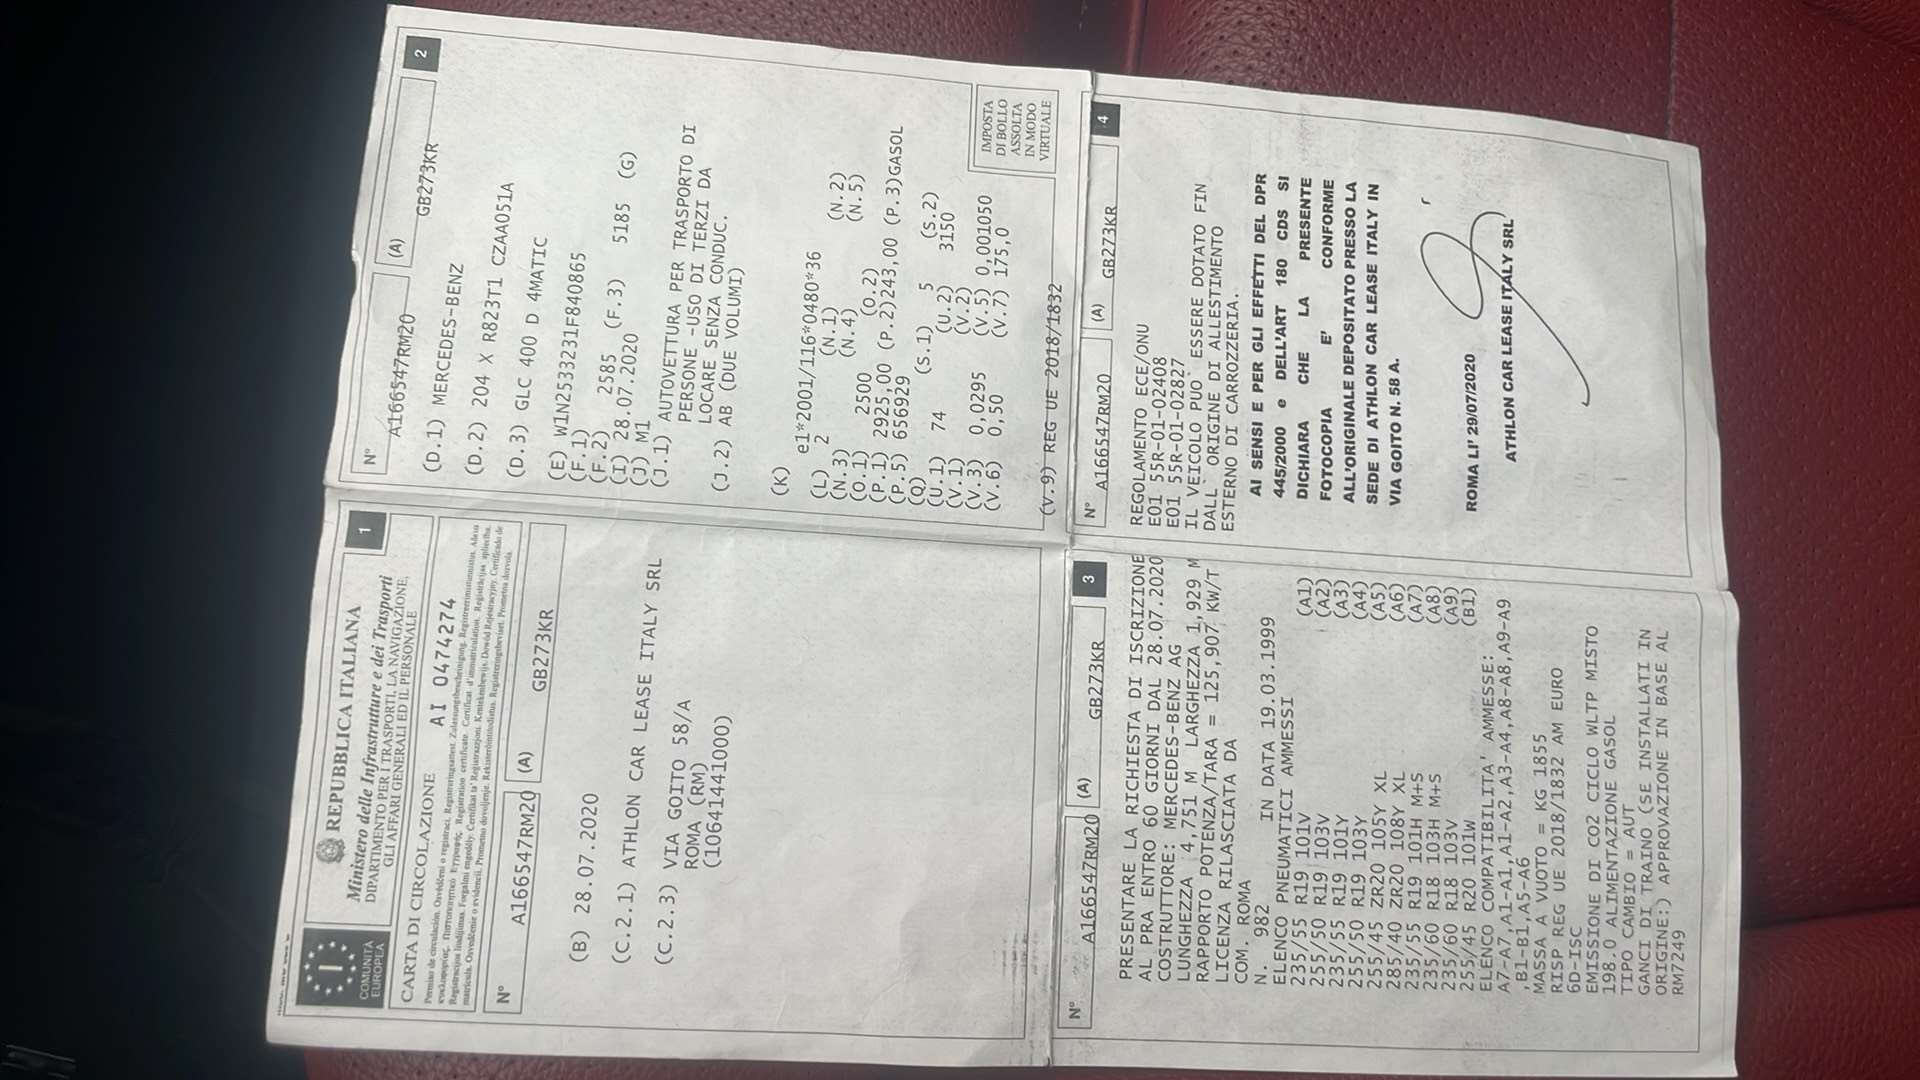 COMUNITÀ
EUROPEA
I
REPUBBLICA ITALIANA
Ministero delle Infrastrutture e dei Trasporti
DIPARTIMENTO PER I TRASPORTI, LA NAVIGAZIONE,
GLI AFFARI GENERALI ED IL PERSONALE
1
CARTA DI CIRCOLAZIONE
AI 0474274
N°
A166547RM20
(A)
GB273KR
(B) 28.07.2020
(C.2.1) ATHLON CAR LEASE ITALY SRL
(C.2.3) VIA GOITO 58/A
ROMA (RM)
(10641441000)
2
N°
A166547RM20
(A)
GB273KR
(D.1) MERCEDES-BENZ
(D.2) 204 X R823T1 CZAA051A
(D.3) GLC 400 D 4MATIC
(E) W1N2533231F840865
(F.1)
(F.2) 2585 (F.3) 5185 (G)
(I) 28.07.2020
(J) M1
(J.1) AUTOVETTURA PER TRASPORTO DI
PERSONE -USO DI TERZI DA
LOCARE SENZA CONDUC.
(J.2) AB (DUE VOLUMI)
(K) e1*2001/116*0480*36
(L) 2 (N.1) (N.2)
(N.3) (N.4) (N.5)
(O.1) 2500 (O.2)
(P.1) 2925,00 (P.2)243,00 (P.3)GASOL
(P.5) 656929
(Q) (S.1) 5 (S.2)
(U.1) 74 (U.2) 3150
(V.1) (V.2)
(V.3) 0,0295 (V.5) 0,001050
(V.6) 0,50 (V.7) 175,0
(V.9) REG UE 2018/1832
IMPOSTA
DI BOLLO
ASSOLTA
IN MODO
VIRTUALE
3
N°
A166547RM20
(A)
GB273KR
PRESENTARE LA RICHIESTA DI ISCRIZIONE
AL PRA ENTRO 60 GIORNI DAL 28.07.2020
COSTRUTTORE: MERCEDES-BENZ AG
LUNGHEZZA 4,751 M LARGHEZZA 1,929 M
RAPPORTO POTENZA/TARA = 125,907 KW/T
LICENZA RILASCIATA DA
COM. ROMA
N. 982 IN DATA 19.03.1999
ELENCO PNEUMATICI AMMESSI
235/55 R19 101V (A1)
255/50 R19 103V (A2)
235/55 R19 101Y (A3)
255/50 R19 103Y (A4)
255/45 ZR20 105Y XL (A5)
285/40 ZR20 108Y XL (A6)
235/55 R19 101H M+S (A7)
235/60 R18 103H M+S (A8)
235/60 R18 103V (A9)
255/45 R20 101W (B1)
ELENCO COMPATIBILITA' AMMESSE:
A7-A7,A1-A1,A1-A2,A3-A4,A8-A8,A9-A9
,B1-B1,A5-A6
MASSA A VUOTO = KG 1855
RISP REG UE 2018/1832 AM EURO
6D-ISC
EMISSIONE DI CO2 CICLO WLTP MISTO
198.0 ALIMENTAZIONE GASOL
TIPO CAMBIO = AUT
GANCI DI TRAINO (SE INSTALLATI IN
ORIGINE:) APPROVAZIONE IN BASE AL
RM7249
4
N°
A166547RM20
(A)
GB273KR
REGOLAMENTO ECE/ONU
E01 55R-01-02408
E01 55R-01-02827
IL VEICOLO PUO' ESSERE DOTATO FIN
DALL' ORIGINE DI ALLESTIMENTO
ESTERNO DI CARROZZERIA.
AI SENSI E PER GLI EFFETTI DEL DPR
445/2000 e DELL'ART 180 CDS SI
DICHIARA CHE LA PRESENTE
FOTOCOPIA E' CONFORME
ALL'ORIGINALE DEPOSITATO PRESSO LA
SEDE DI ATHLON CAR LEASE ITALY IN
VIA GOITO N. 58 A.
ROMA LI' 29/07/2020
ATHLON CAR LEASE ITALY SRL